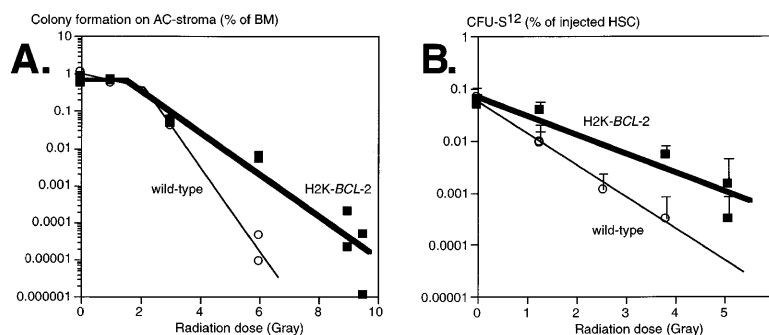 Colony formation on AC-stroma (% of BM)
A.
10
1
0.1
0.01
0.001
0.0001
0.00001
0.000001
wild-type
H2K-BCL-2
0 2 4 6 8 10
Radiation dose (Gray)
CFU-S12 (% of injected HSC)
B.
1
0.1
0.01
0.001
0.0001
0.00001
H2K-BCL-2
wild-type
0 1 2 3 4 5
Radiation dose (Gray)